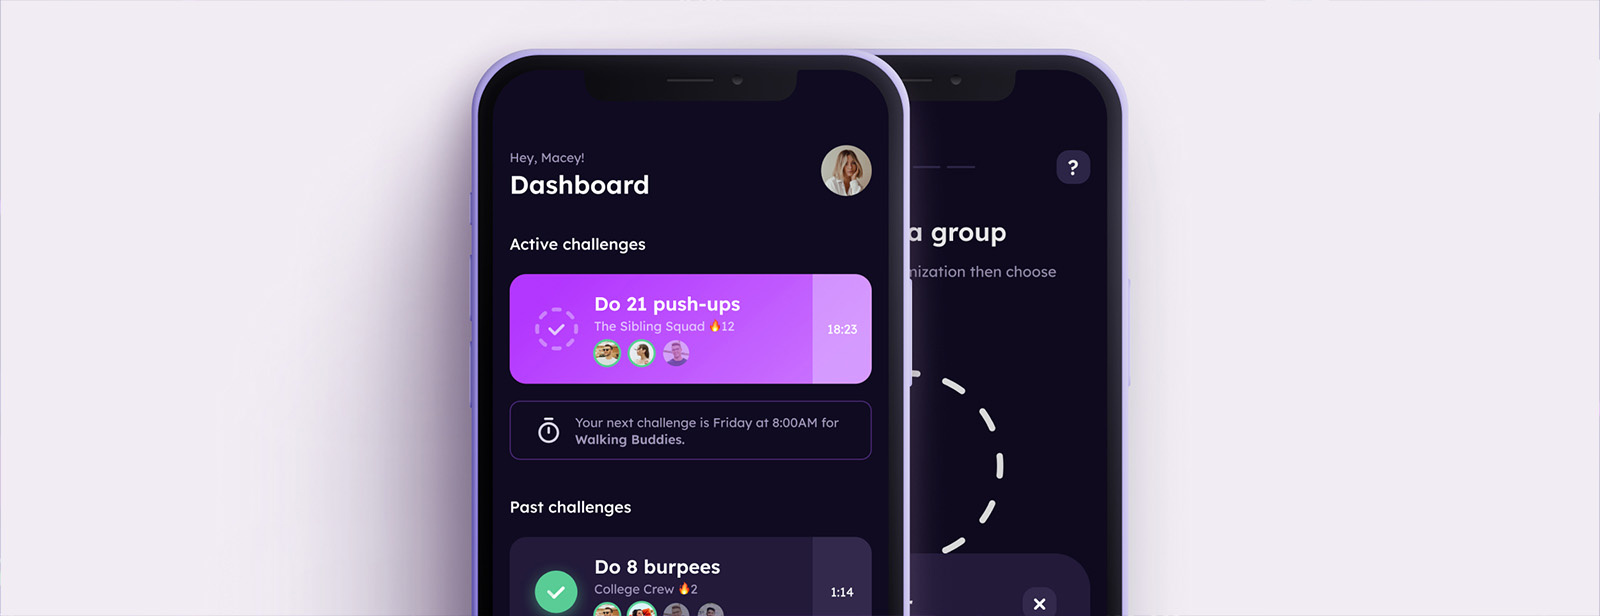 Hey, Macey!
Dashboard
Active challenges
Do 21 push-ups
The Sibling Squad 🔥12
18:23
Your next challenge is Friday at 8:00AM for
Walking Buddies.
Past challenges
Do 8 burpees
College Crew 🔥2
1:14
?
a group
then choose